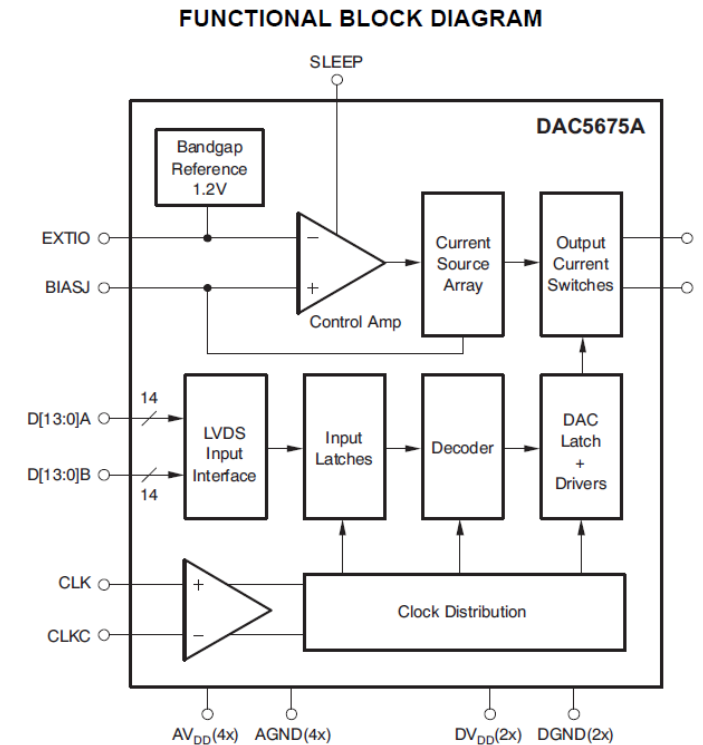 FUNCTIONAL BLOCK DIAGRAM
SLEEP
DAC5675A
Bandgap
Reference
1.2V
EXTIO
BIASJ
−
+
Control Amp
Current
Source
Array
Output
Current
Switches
D[13:0]A
14
D[13:0]B
14
LVDS
Input
Interface
Input
Latches
Decoder
DAC
Latch
+
Drivers
CLK
CLKC
+
−
Clock Distribution
AVDD(4x)
AGND(4x)
DVDD(2x)
DGND(2x)